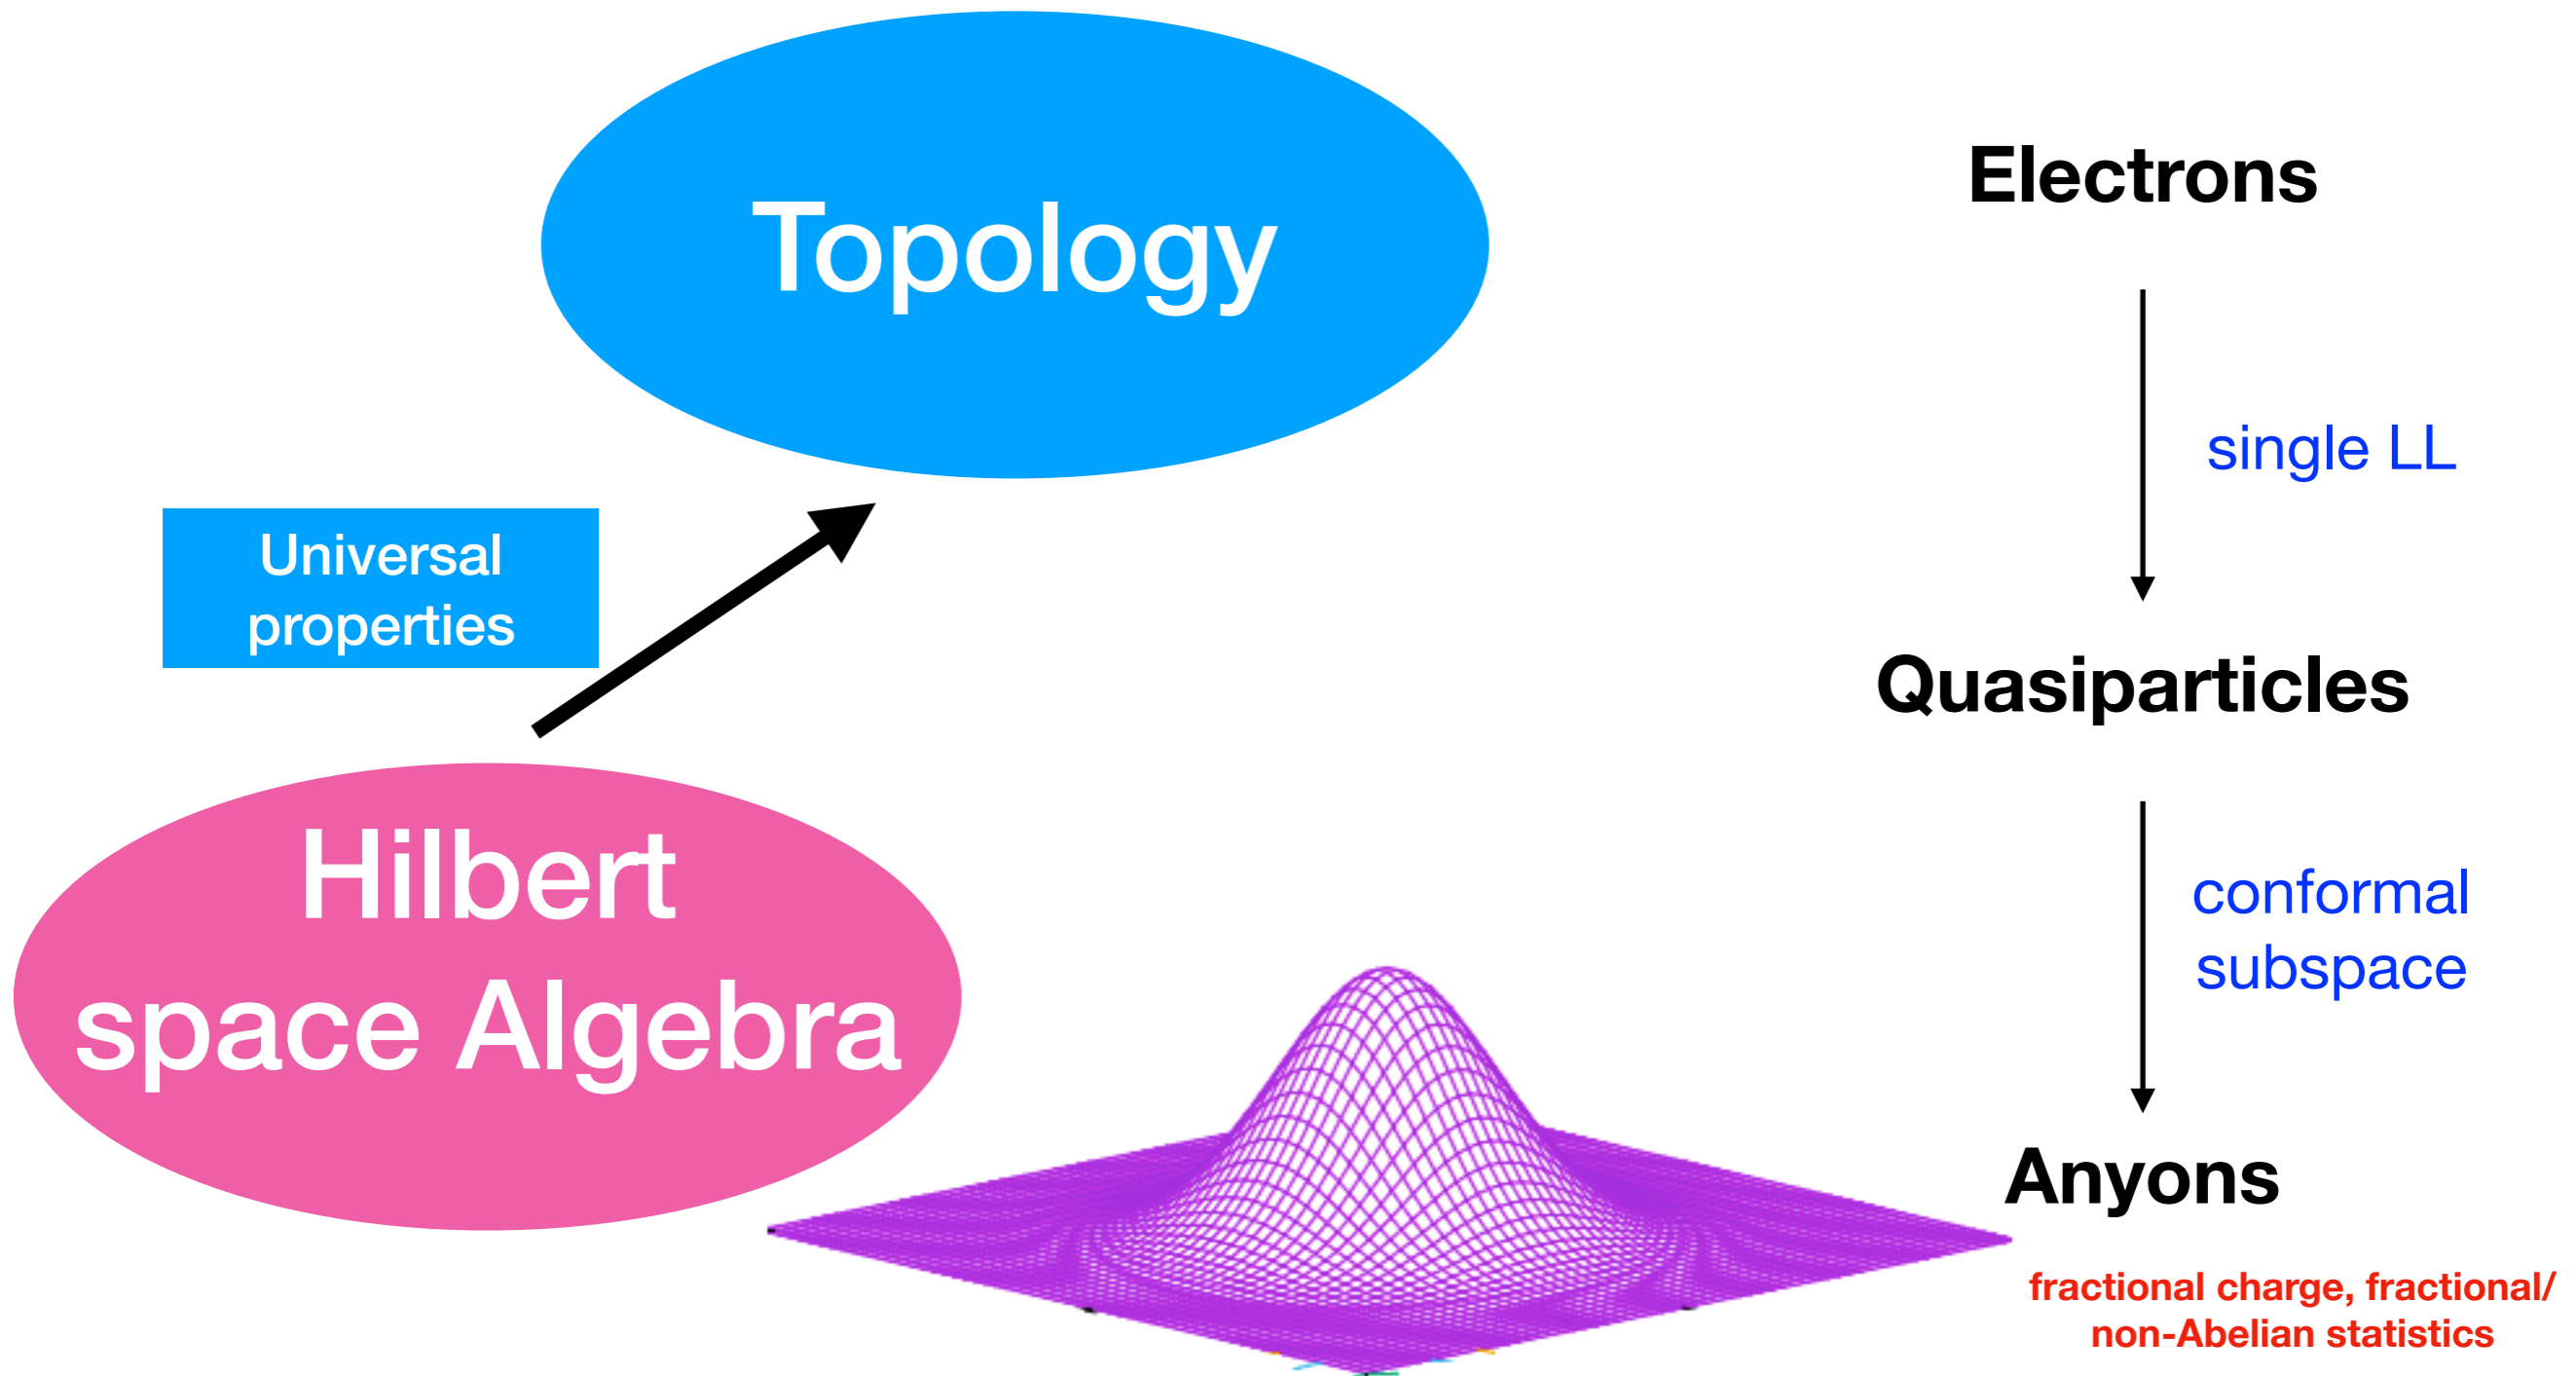 Topology
Universal
properties
Hilbert
space Algebra
Electrons
single LL
Quasiparticles
conformal
subspace
Anyons
fractional charge, fractional/
non-Abelian statistics